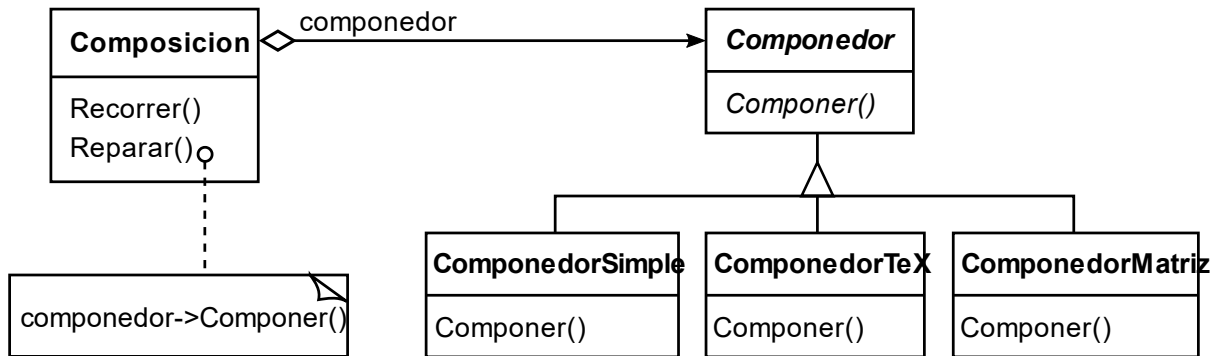 Composicion
componedor
Componedor
Recorrer()
Reparar()
Componer()
ComponedorSimple
ComponedorTeX
ComponedorMatriz
componedor->Componer()
Componer()
Componer()
Componer()